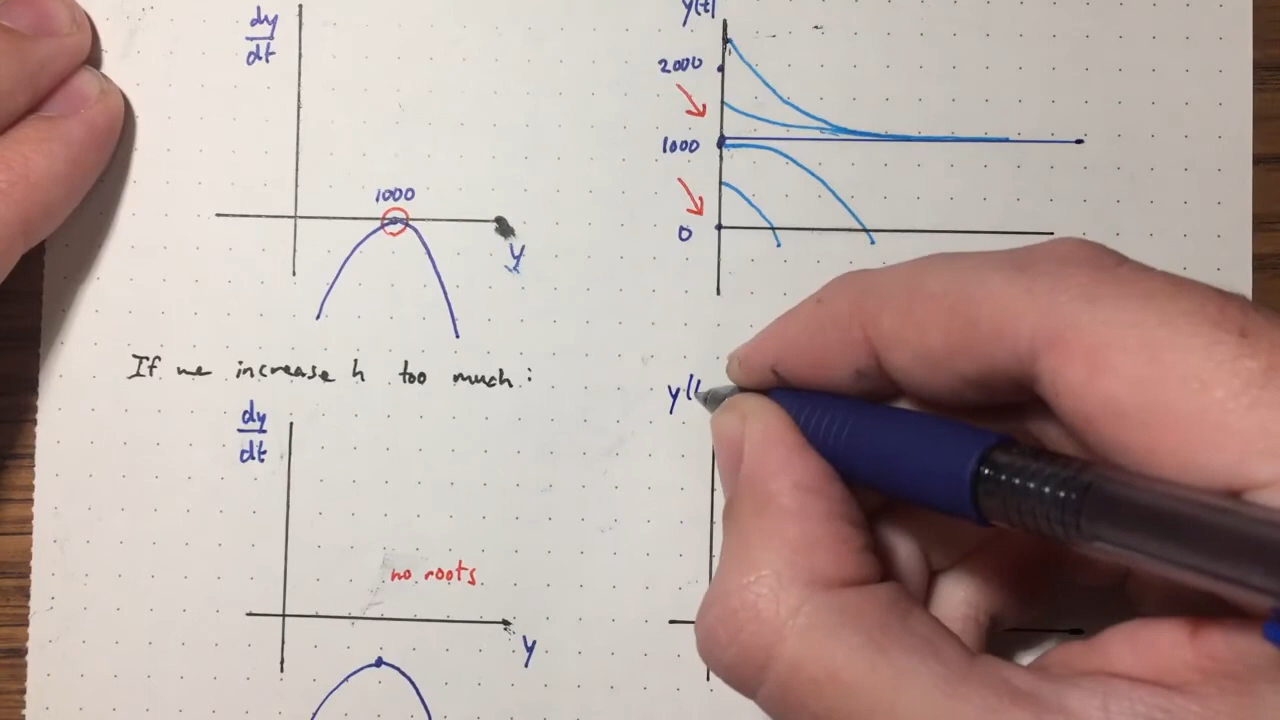 dy
dt
1000
y
y(t)
2000
1000
0
If we increase h too much:
dy
dt
no roots
y
y(